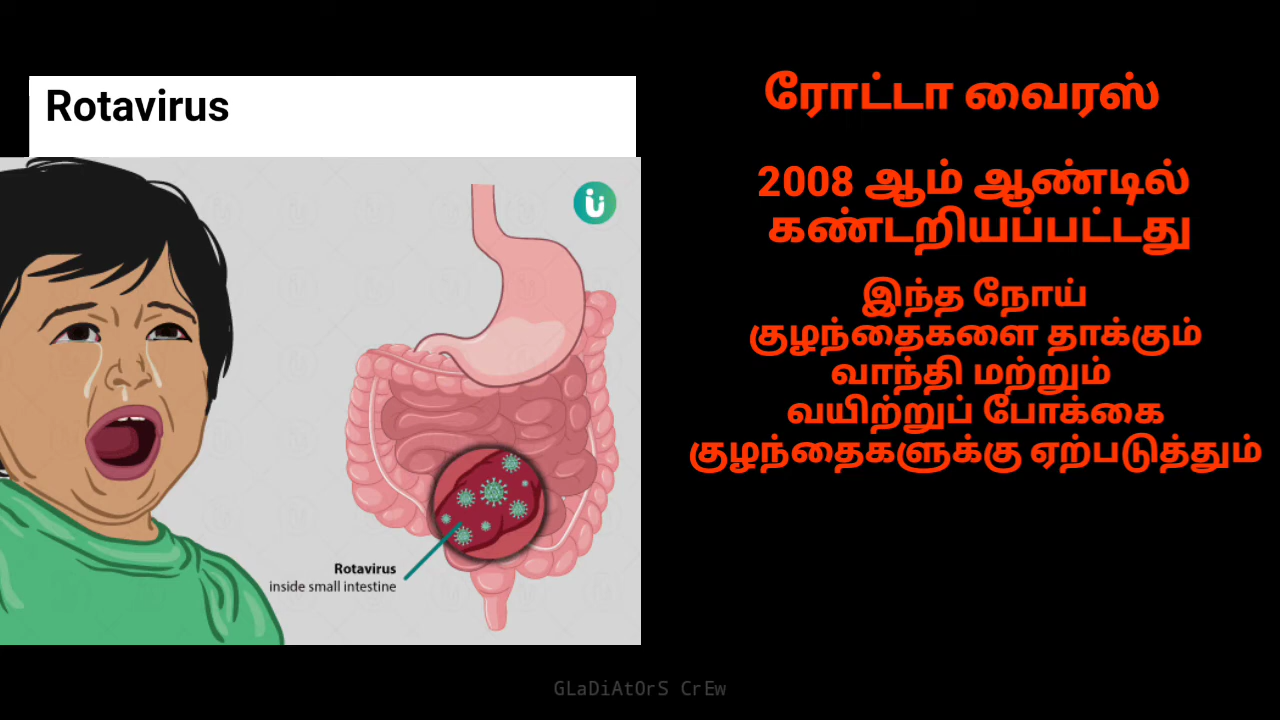 Rotavirus
ரோட்டா வைரஸ்
2008 ஆம் ஆண்டில்
கண்டறியப்பட்டது
இந்த நோய்
குழந்தைகளை தாக்கும்
வாந்தி மற்றும்
வயிற்றுப் போக்கை
குழந்தைகளுக்கு ஏற்படுத்தும்
Rotavirus
inside small intestine
GLaDiAtOrS CrEw